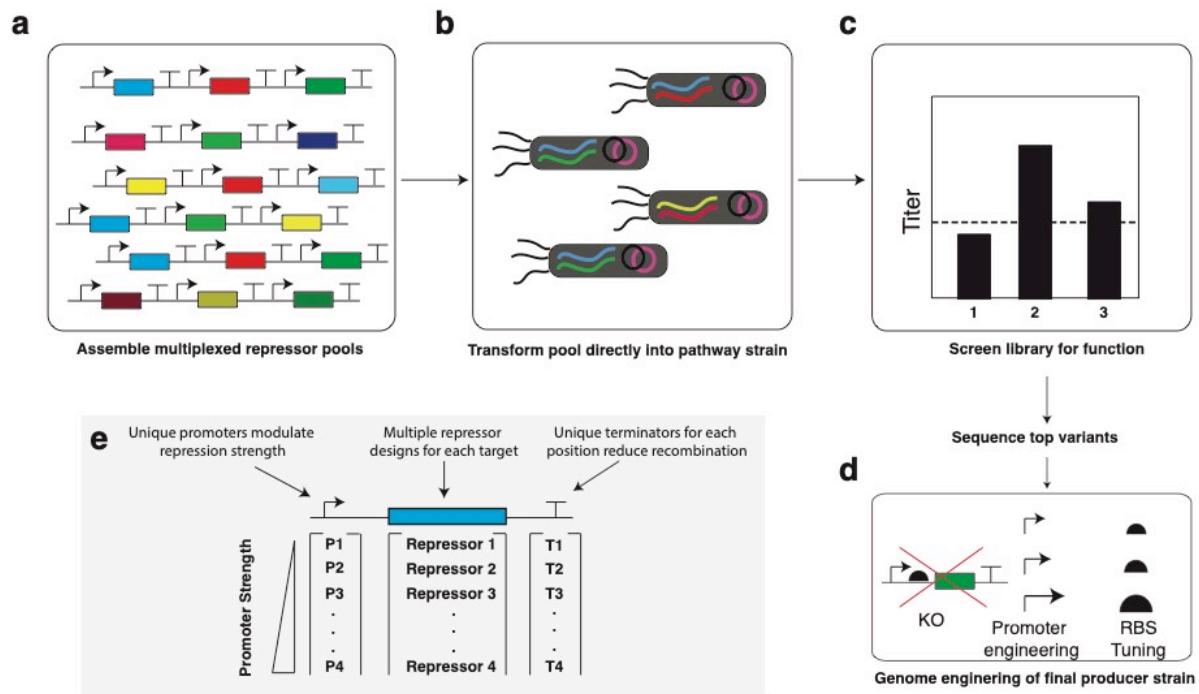 a
Assemble multiplexed repressor pools
b
Transform pool directly into pathway strain
c
Titer
1 2 3
Screen library for function
Sequence top variants
d
KO
Promoter
engineering
RBS
Tuning
Genome enginering of final producer strain
e
Unique promoters modulate
repression strength
Multiple repressor
designs for each target
Unique terminators for each
position reduce recombination
Promoter Strength
P1 Repressor 1 T1
P2 Repressor 2 T2
P3 Repressor 3 T3
. . .
. . .
. . .
P4 Repressor 4 T4